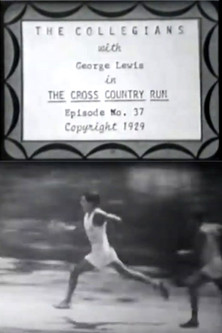 THE COLLEGIANS
with
George Lewis
in
THE CROSS COUNTRY RUN
Episode No. 37
Copyright 1929